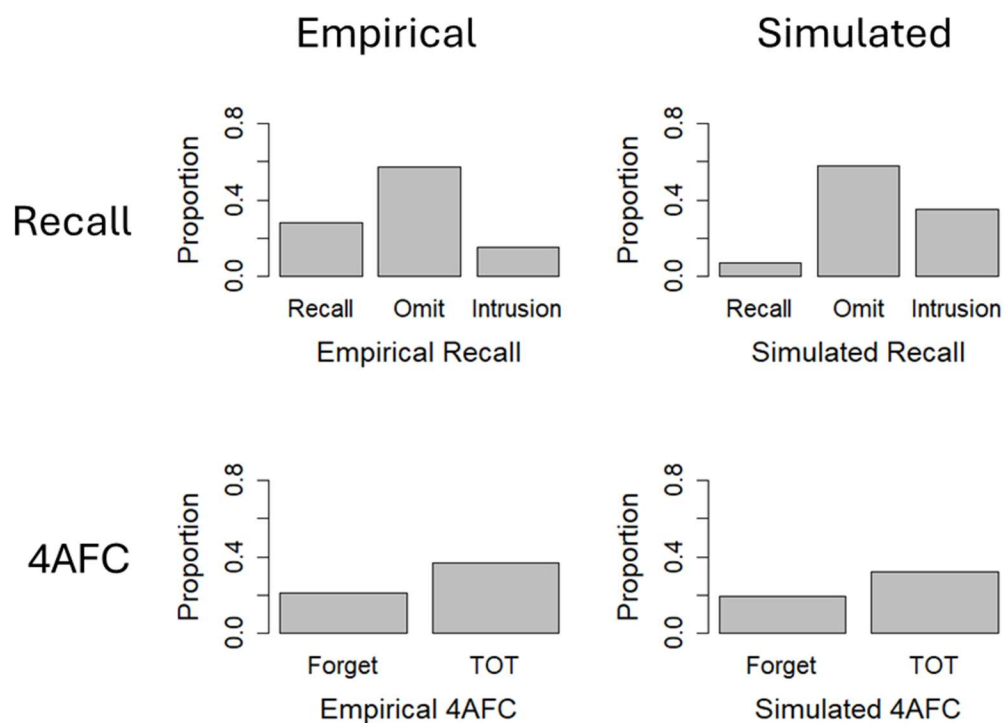 Empirical
Simulated
Recall
Proportion
0.0 0.4 0.8
Recall Omit Intrusion
Empirical Recall
Proportion
0.0 0.4 0.8
Recall Omit Intrusion
Simulated Recall
4AFC
Proportion
0.0 0.4 0.8
Forget TOT
Empirical 4AFC
Proportion
0.0 0.4 0.8
Forget TOT
Simulated 4AFC